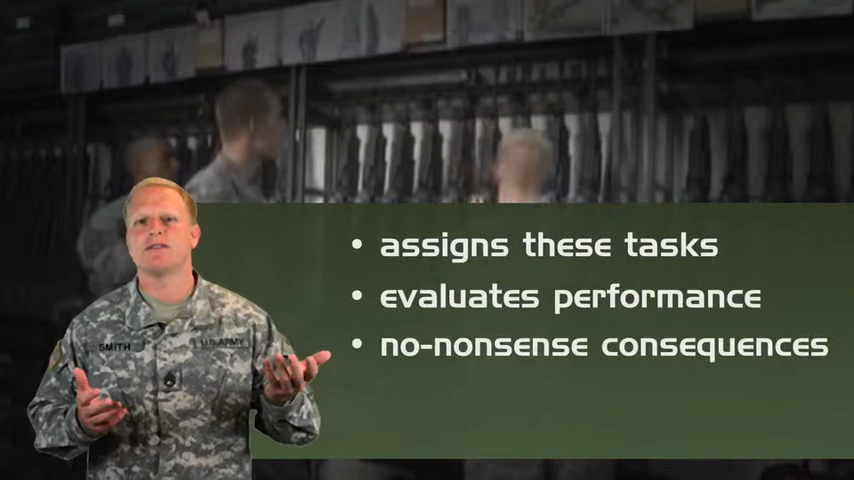 • assigns these tasks
• evaluates performance
• no-nonsense consequences
SMITH U.S. ARMY